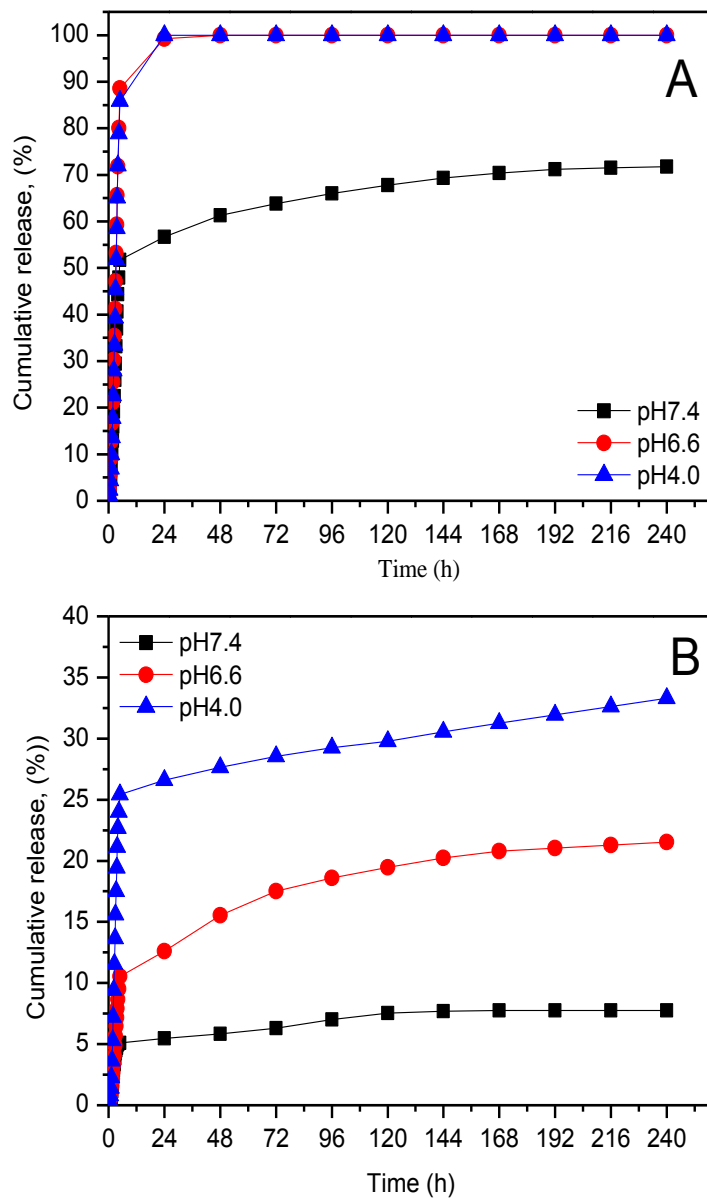 A
Cumulative release, (%)
100
90
80
70
60
50
40
30
20
10
0
pH7.4
pH6.6
pH4.0
0 24 48 72 96 120 144 168 192 216 240
Time (h)
B
Cumulative release, (%))
40
35
30
25
20
15
10
5
0
pH7.4
pH6.6
pH4.0
0 24 48 72 96 120 144 168 192 216 240
Time (h)